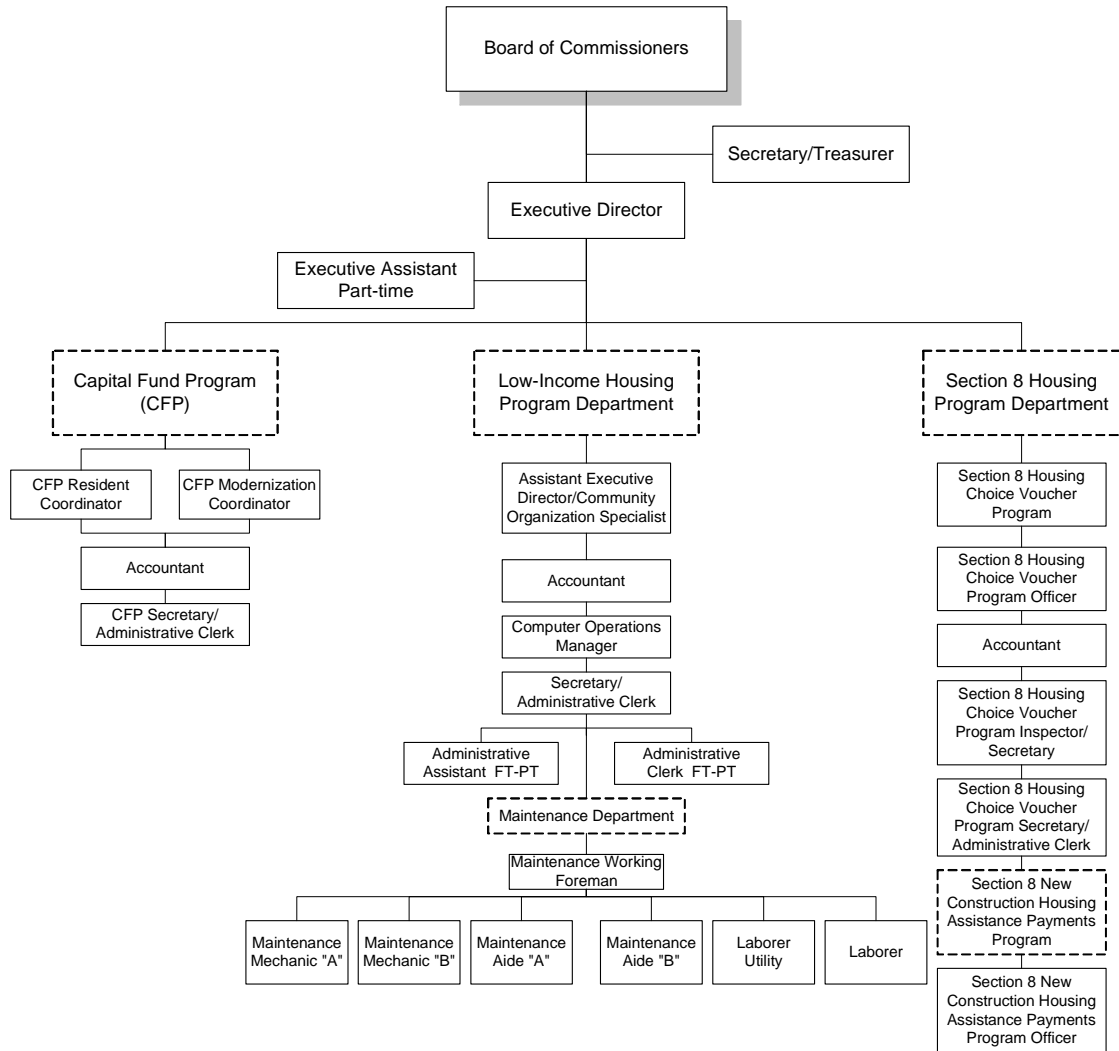 Board of Commissioners
Secretary/Treasurer
Executive Director
Executive Assistant
Part-time
Capital Fund Program
(CFP)
Low-Income Housing
Program Department
Section 8 Housing
Program Department
CFP Resident
Coordinator
CFP Modernization
Coordinator
Accountant
CFP Secretary/
Administrative Clerk
Assistant Executive
Director/Community
Organization Specialist
Accountant
Computer Operations
Manager
Secretary/
Administrative Clerk
Administrative
Assistant FT-PT
Administrative
Clerk FT-PT
Maintenance Department
Maintenance Working
Foreman
Maintenance
Mechanic "A"
Maintenance
Mechanic "B"
Maintenance
Aide "A"
Maintenance
Aide "B"
Laborer
Utility
Laborer
Section 8 Housing
Choice Voucher
Program
Section 8 Housing
Choice Voucher
Program Officer
Accountant
Section 8 Housing
Choice Voucher
Program Inspector/
Secretary
Section 8 Housing
Choice Voucher
Program Secretary/
Administrative Clerk
Section 8 New
Construction Housing
Assistance Payments
Program
Section 8 New
Construction Housing
Assistance Payments
Program Officer